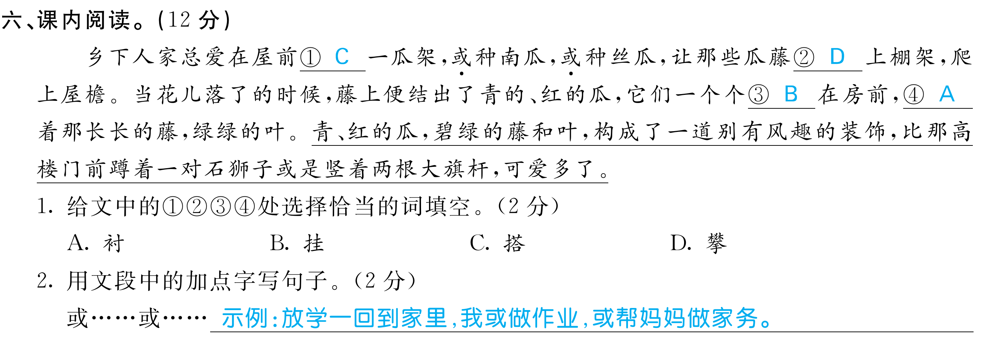 六、课内阅读。(12 分)
乡下人家总爱在屋前① C 一瓜架,或种南瓜,或种丝瓜,让那些瓜藤② D 上棚架,爬
上屋檐。当花儿落了的时候,藤上便结出了青的、红的瓜,它们一个个③ B 在房前,④ A
着那长长的藤,绿绿的叶。青、红的瓜,碧绿的藤和叶,构成了一道别有风趣的装饰,比那高
楼门前蹲着一对石狮子或是竖着两根大旗杆,可爱多了。
1. 给文中的①②③④处选择恰当的词填空。(2 分)
A. 衬 B. 挂 C. 搭 D. 攀
2. 用文段中的加点字写句子。(2 分)
或……或…… 示例:放学一回到家里,我或做作业,或帮妈妈做家务。